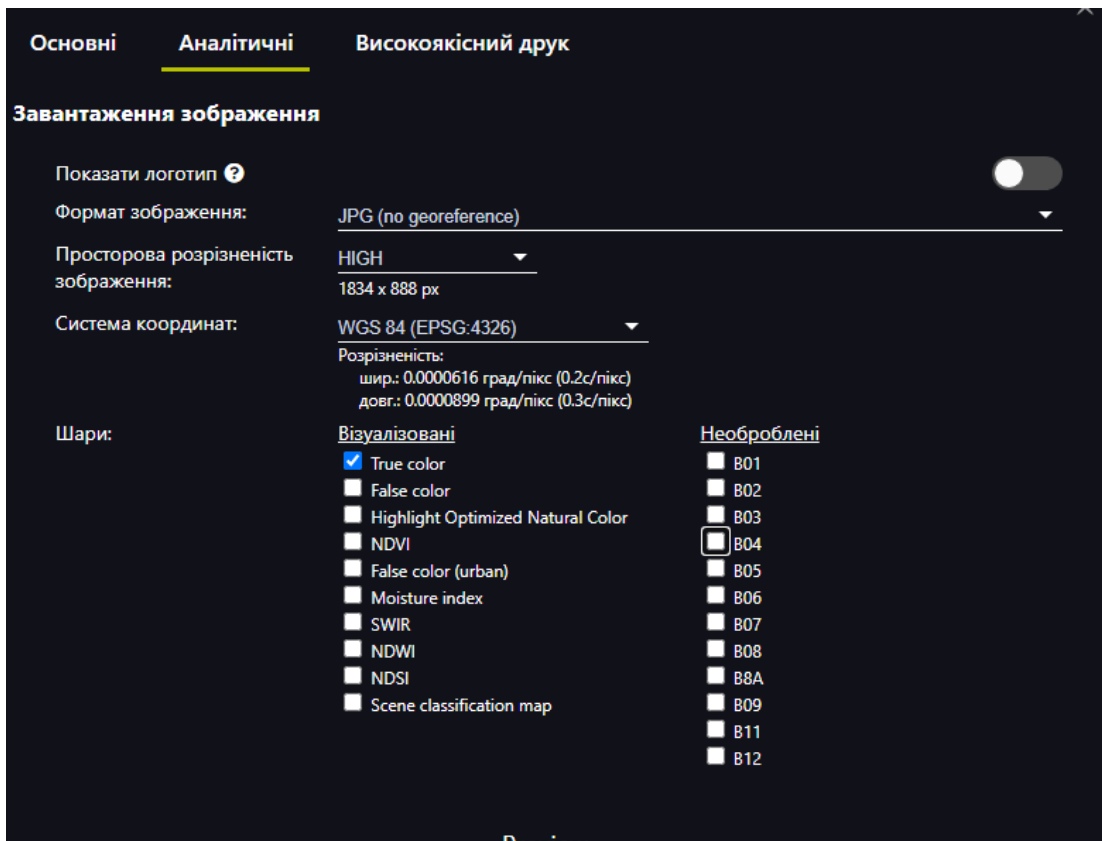 Основні Аналітичні Високоякісний друк
Завантаження зображення
Показати логотип ?
Формат зображення: JPG (no georeference)
Просторова розрізненість HIGH
зображення:
1834 x 888 px
Система координат: WGS 84 (EPSG:4326)
Розрізненість:
шир.: 0.0000616 град/пікс (0.2с/пікс)
довг.: 0.0000899 град/пікс (0.3с/пікс)
Шари: Візуалізовані Необроблені
True color B01
False color B02
Highlight Optimized Natural Color B03
NDVI B04
False color (urban) B05
Moisture index B06
SWIR B07
NDWI B08
NDSI B8A
Scene classification map B09
B11
B12